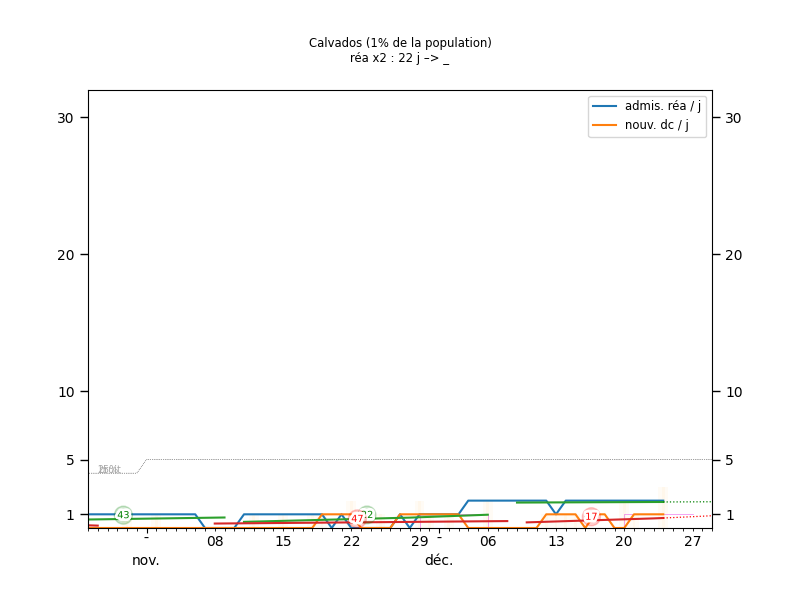 Calvados (1% de la population)
réa x2 : 22 j –> _
admis. réa / j
nouv. dc / j
30 30
20 20
10 10
5 5
1 1
43
47
17
- 08 15 22 29 - 06 13 20 27
nov. déc.